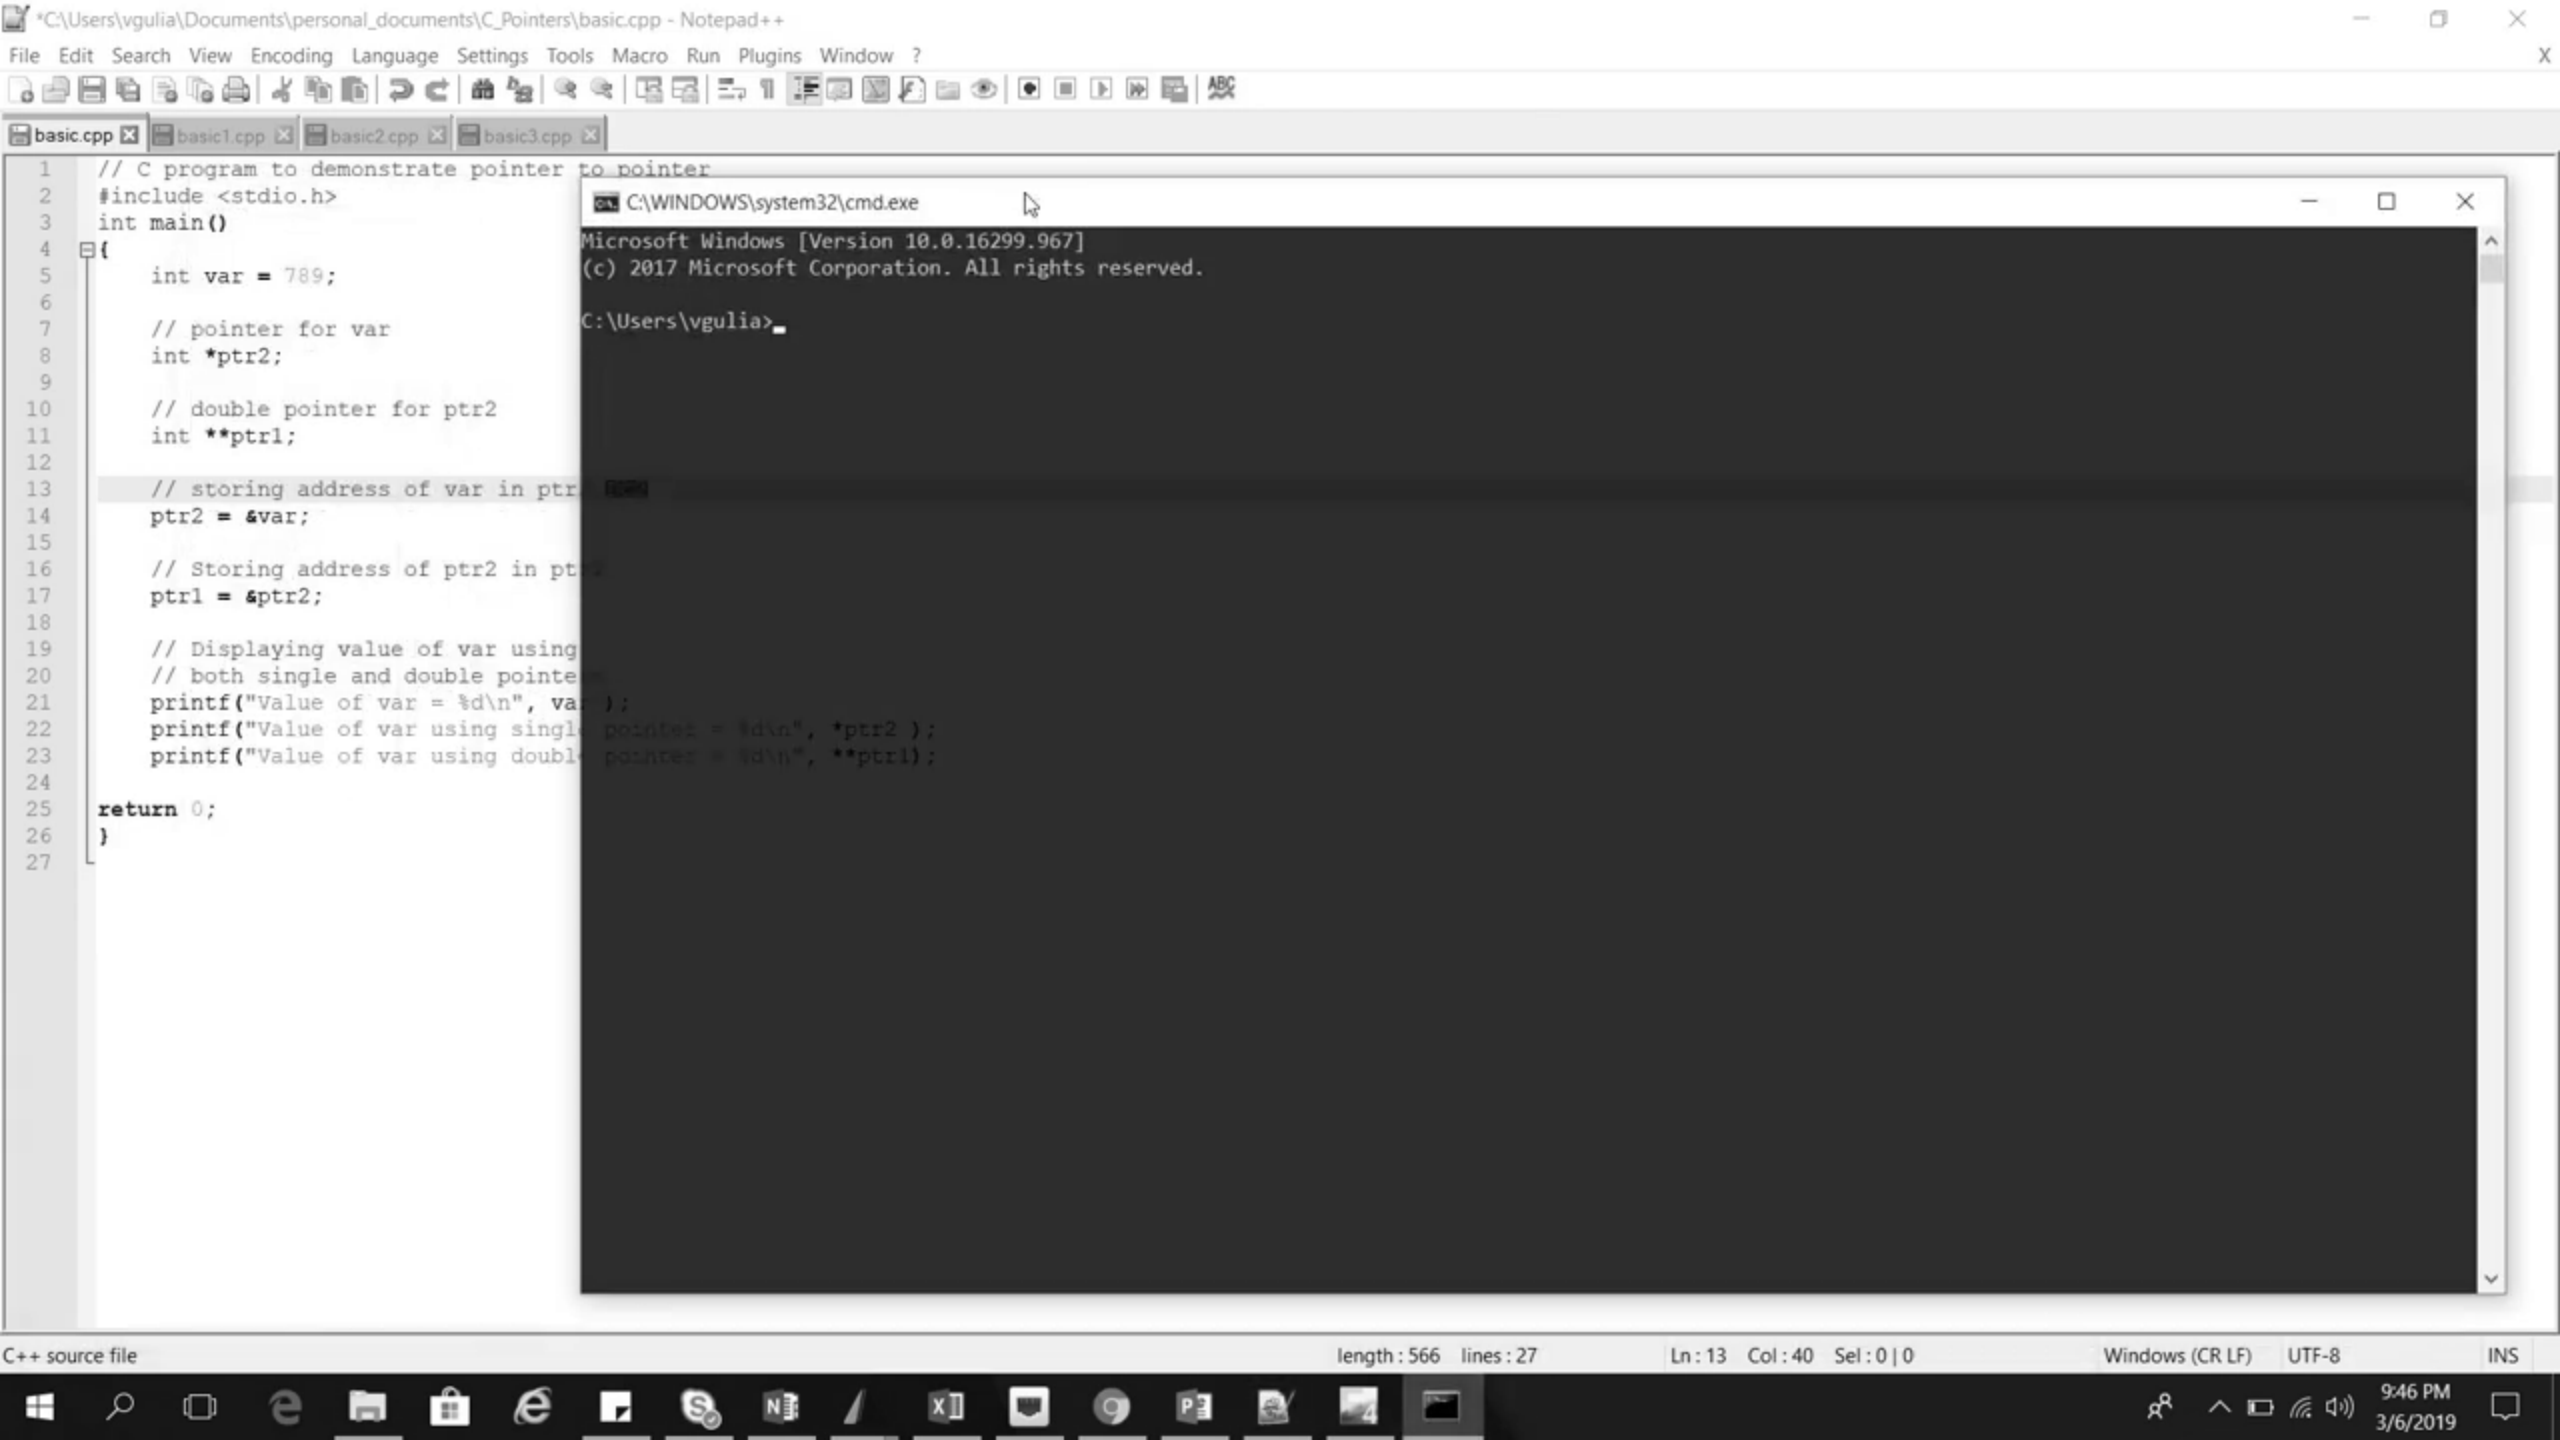 *C:\Users\vgulia\Documents\personal_documents\C_Pointers\basic.cpp - Notepad++
File Edit Search View Encoding Language Settings Tools Macro Run Plugins Window ?
X
ABC
basic.cpp basic1.cpp basic2.cpp basic3.cpp
1 // C program to demonstrate pointer to pointer
2 #include <stdio.h>
3 int main()
4 {
5 int var = 789;
6
7 // pointer for var
8 int *ptr2;
9
10 // double pointer for ptr2
11 int **ptr1;
12
13 // storing address of var in ptr
14 ptr2 = &var;
15
16 // Storing address of ptr2 in pt
17 ptr1 = &ptr2;
18
19 // Displaying value of var using
20 // both single and double pointe
21 printf("Value of var = %d\n", var );
22 printf("Value of var using single pointer = %d\n", *ptr2 );
23 printf("Value of var using double pointer = %d\n", **ptr1);
24
25 return 0;
26 }
27
C:\WINDOWS\system32\cmd.exe
Microsoft Windows [Version 10.0.16299.967]
(c) 2017 Microsoft Corporation. All rights reserved.
C:\Users\vgulia>
C++ source file length : 566 lines : 27 Ln : 13 Col : 40 Sel : 0 | 0 Windows (CR LF) UTF-8 INS
9:46 PM
3/6/2019